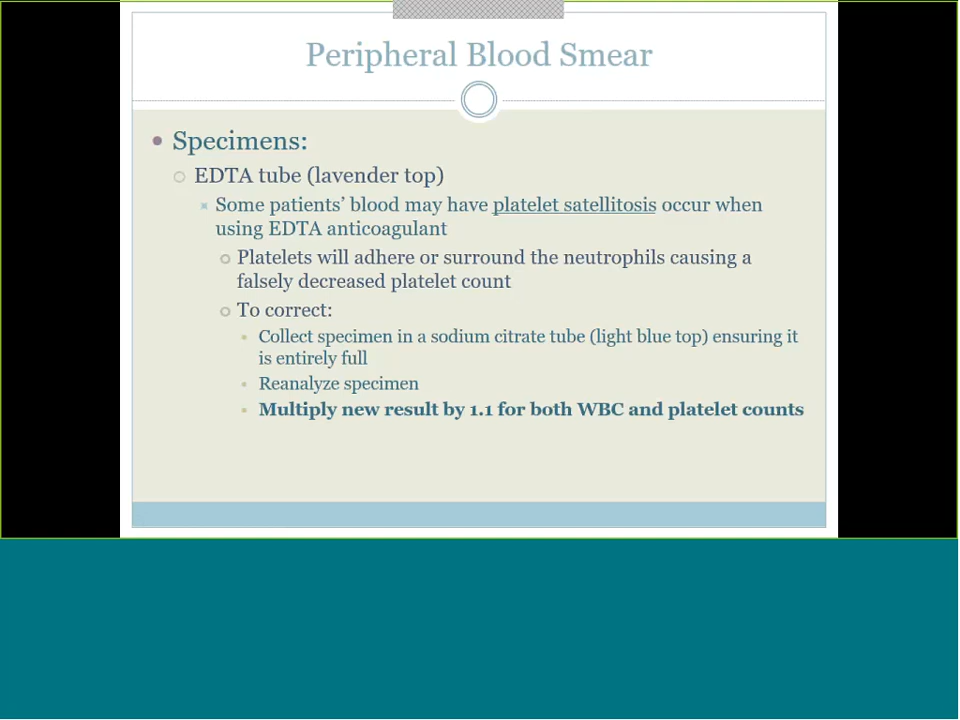 Peripheral Blood Smear
Specimens:
EDTA tube (lavender top)
Some patients’ blood may have platelet satellitosis occur when
using EDTA anticoagulant
Platelets will adhere or surround the neutrophils causing a
falsely decreased platelet count
To correct:
Collect specimen in a sodium citrate tube (light blue top) ensuring it
is entirely full
Reanalyze specimen
Multiply new result by 1.1 for both WBC and platelet counts